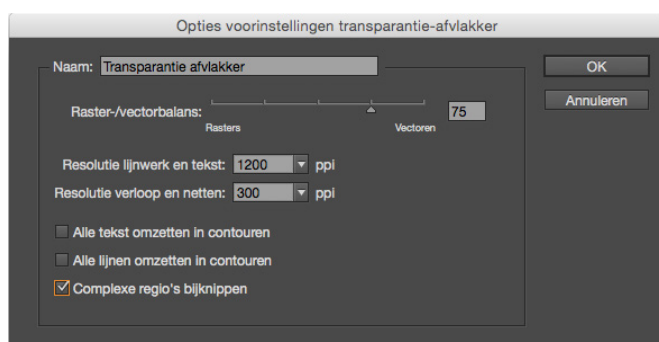 Opties voorinstellingen transparantie-afvlakker
Naam: Transparantie afvlakker
OK
Annuleren
Raster-/vectorbalans: 75
Rasters Vectoren
Resolutie lijnwerk en tekst: 1200 ppi
Resolutie verloop en netten: 300 ppi
Alle tekst omzetten in contouren
Alle lijnen omzetten in contouren
Complexe regio's bijknippen